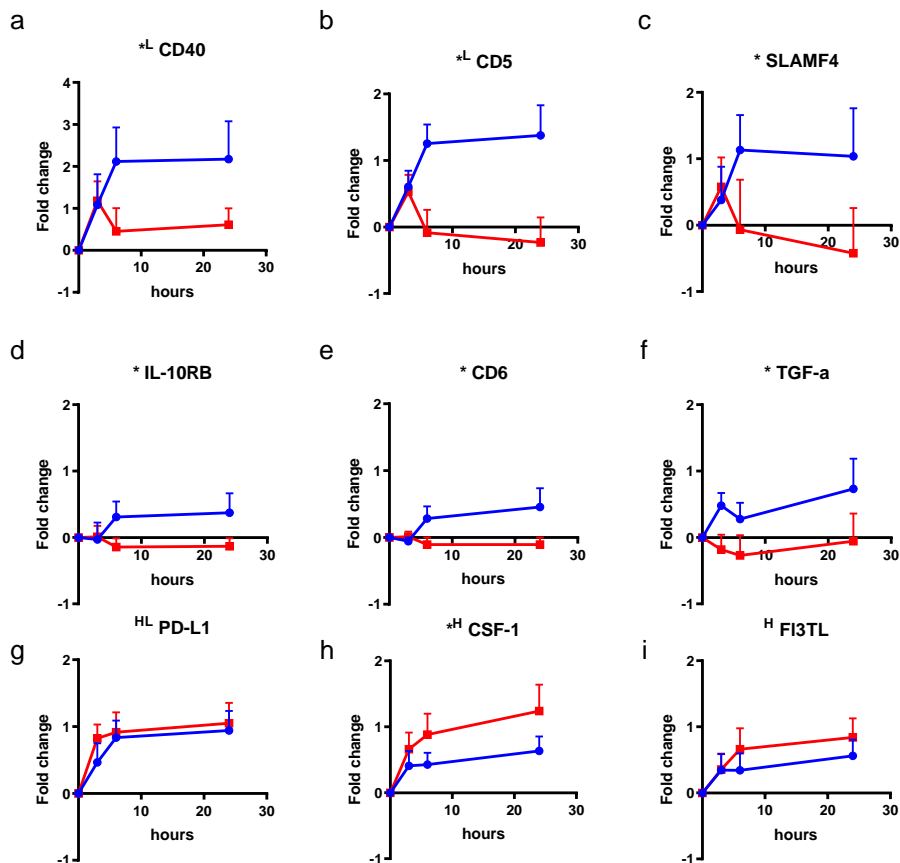 a
*L CD40
4
3
2
1
0
-1
10
20
30
Fold change
hours
b
*L CD5
2
1
0
-1
10
20
30
Fold change
hours
c
* SLAMF4
2
1
0
-1
10
20
30
Fold change
hours
d
* IL-10RB
2
1
0
-1
10
20
30
Fold change
hours
e
* CD6
2
1
0
-1
10
20
30
Fold change
hours
f
* TGF-a
2
1
0
-1
10
20
30
Fold change
hours
g
HL PD-L1
2
1
0
-1
10
20
30
Fold change
hours
h
*H CSF-1
2
1
0
-1
10
20
30
Fold change
hours
i
H Fl3TL
2
1
0
-1
10
20
30
Fold change
hours